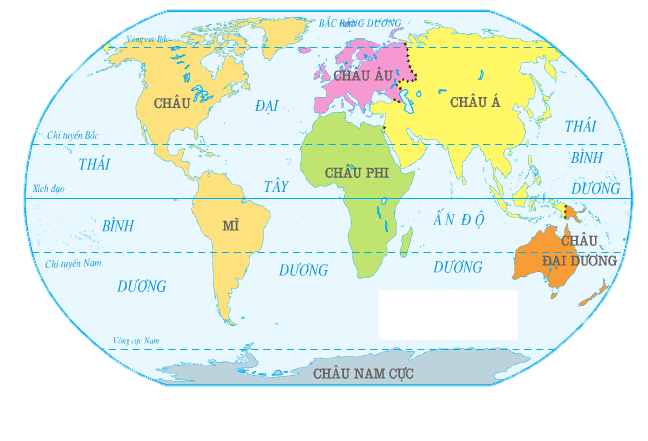 BẮC BĂNG DƯƠNG
Vòng cực Bắc
CHÂU ÂU
CHÂU
ĐẠI
CHÂU Á
THÁI
Chí tuyến Bắc
THÁI
BÌNH
CHÂU PHI
TÂY
DƯƠNG
Xích đạo
BÌNH
MĨ
ẤN ĐỘ
CHÂU
ĐẠI DƯƠNG
Chí tuyến Nam
DƯƠNG
DƯƠNG
DƯƠNG
Vòng cực Nam
CHÂU NAM CỰC